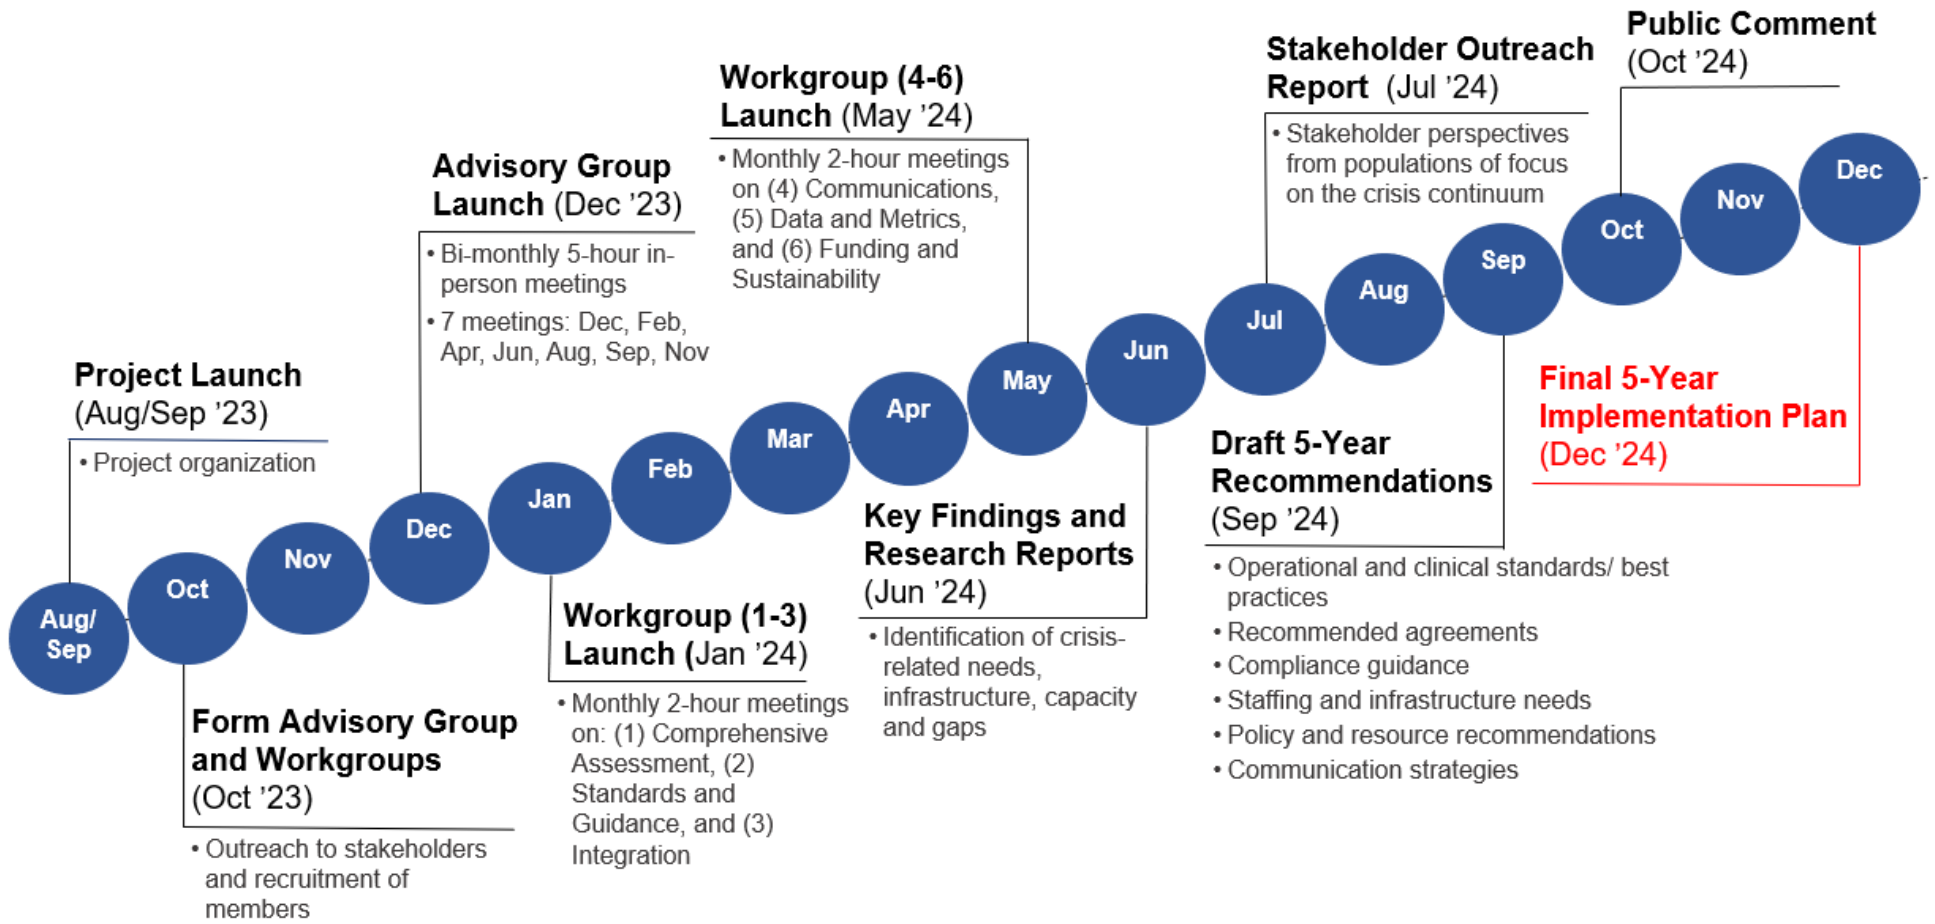 Project Launch
(Aug/Sep ’23)
• Project organization
Form Advisory Group
and Workgroups
(Oct ’23)
• Outreach to stakeholders
and recruitment of
members
Advisory Group
Launch (Dec ’23)
• Bi-monthly 5-hour in-
person meetings
• 7 meetings: Dec, Feb,
Apr, Jun, Aug, Sep, Nov
Workgroup (1-3)
Launch (Jan ’24)
• Monthly 2-hour meetings
on: (1) Comprehensive
Assessment, (2)
Standards and
Guidance, and (3)
Integration
Workgroup (4-6)
Launch (May ’24)
• Monthly 2-hour meetings
on (4) Communications,
(5) Data and Metrics,
and (6) Funding and
Sustainability
Key Findings and
Research Reports
(Jun ’24)
• Identification of crisis-
related needs,
infrastructure, capacity
and gaps
Stakeholder Outreach
Report (Jul ’24)
• Stakeholder perspectives
from populations of focus
on the crisis continuum
Draft 5-Year
Recommendations
(Sep ’24)
• Operational and clinical standards/ best
practices
• Recommended agreements
• Compliance guidance
• Staffing and infrastructure needs
• Policy and resource recommendations
• Communication strategies
Public Comment
(Oct ’24)
Final 5-Year
Implementation Plan
(Dec ’24)
Aug/
Sep
Oct
Nov
Dec
Jan
Feb
Mar
Apr
May
Jun
Jul
Aug
Sep
Oct
Nov
Dec